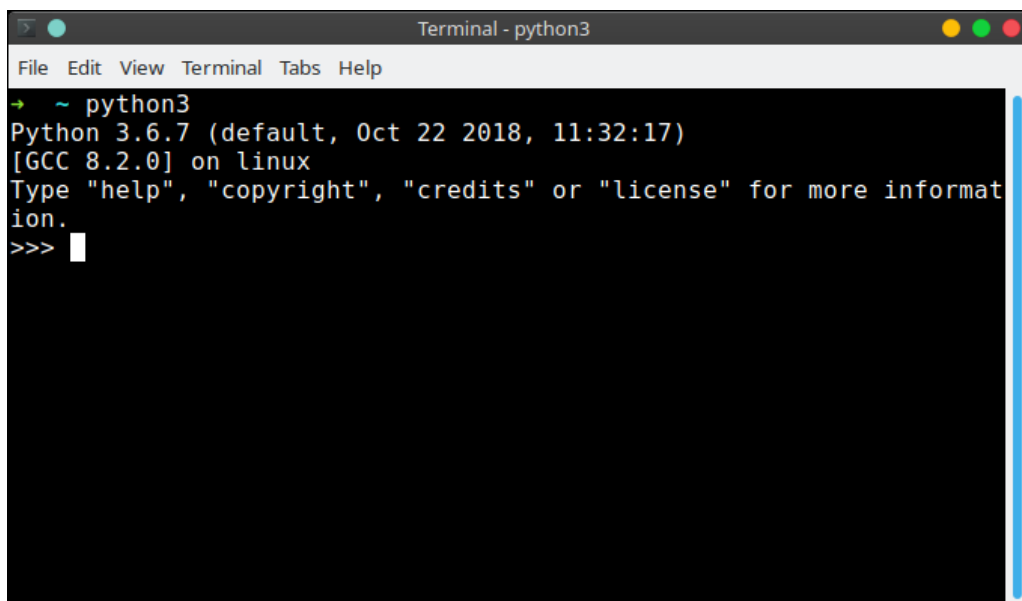 Terminal - python3
File Edit View Terminal Tabs Help
➜ ~ python3
Python 3.6.7 (default, Oct 22 2018, 11:32:17)
[GCC 8.2.0] on linux
Type "help", "copyright", "credits" or "license" for more informat
ion.
>>>